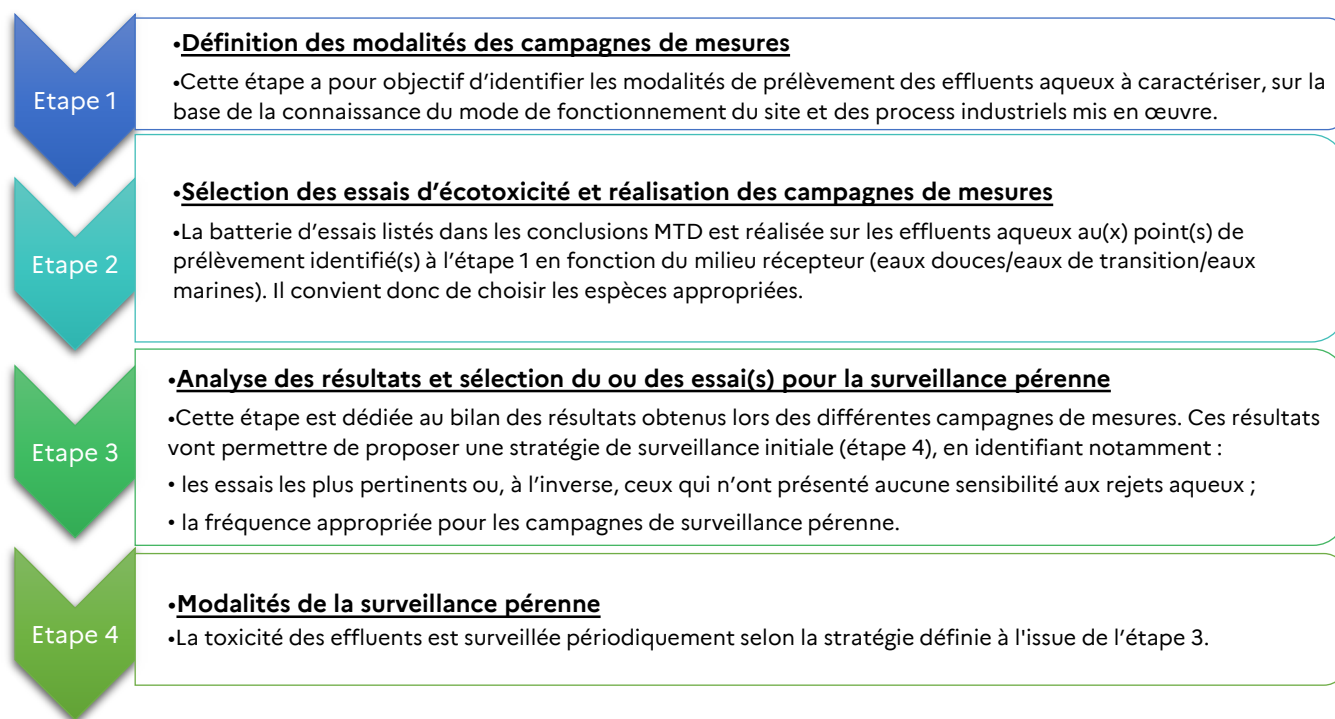 Etape 1
•Définition des modalités des campagnes de mesures
•Cette étape a pour objectif d’identifier les modalités de prélèvement des effluents aqueux à caractériser, sur la
base de la connaissance du mode de fonctionnement du site et des process industriels mis en œuvre.
Etape 2
•Sélection des essais d’écotoxicité et réalisation des campagnes de mesures
•La batterie d’essais listés dans les conclusions MTD est réalisée sur les effluents aqueux au(x) point(s) de
prélèvement identifié(s) à l’étape 1 en fonction du milieu récepteur (eaux douces/eaux de transition/eaux
marines). Il convient donc de choisir les espèces appropriées.
Etape 3
•Analyse des résultats et sélection du ou des essai(s) pour la surveillance pérenne
•Cette étape est dédiée au bilan des résultats obtenus lors des différentes campagnes de mesures. Ces résultats
vont permettre de proposer une stratégie de surveillance initiale (étape 4), en identifiant notamment :
• les essais les plus pertinents ou, à l’inverse, ceux qui n’ont présenté aucune sensibilité aux rejets aqueux ;
• la fréquence appropriée pour les campagnes de surveillance pérenne.
Etape 4
•Modalités de la surveillance pérenne
•La toxicité des effluents est surveillée périodiquement selon la stratégie définie à l'issue de l’étape 3.